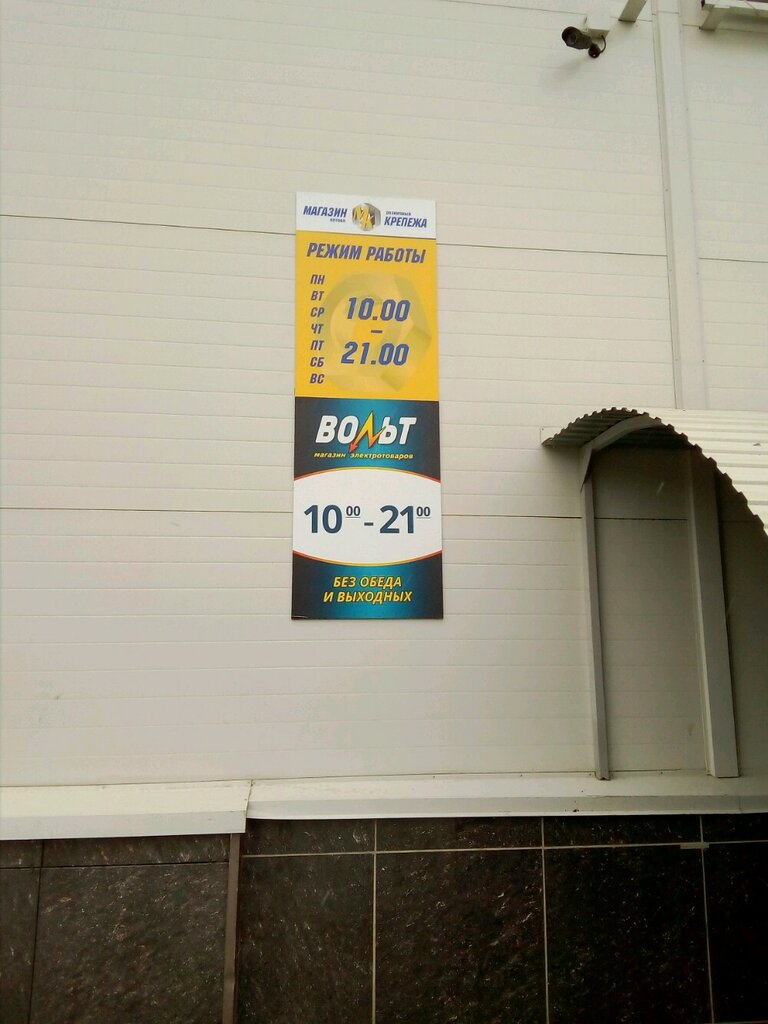 МАГАЗИН МК КРЕПЕЖА
РЕЖИМ РАБОТЫ
ПН
ВТ
СР
ЧТ
ПТ
СБ
ВС
10.00
–
21.00
ВОЛЬТ
магазин электротоваров
10⁰⁰ - 21⁰⁰
БЕЗ ОБЕДА
И ВЫХОДНЫХ